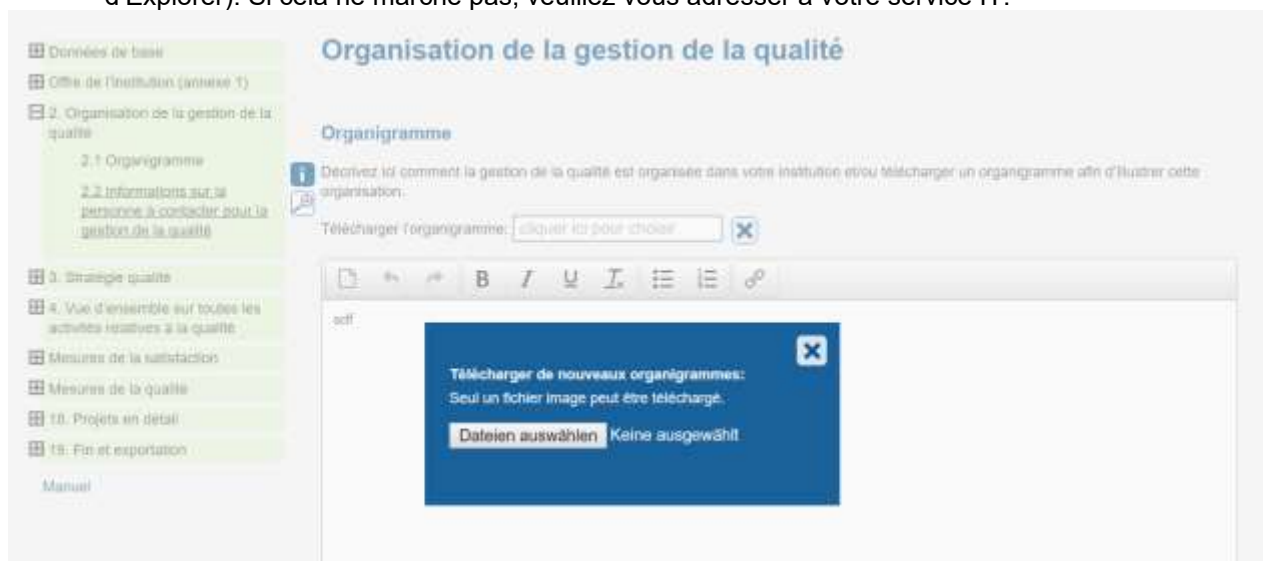 d'Explorer). Si cela ne marche pas, veuillez vous adresser à votre service IT.
Données de base
Offre de l'institution (annexe 1)
2. Organisation de la gestion de la
qualité
2.1 Organigramme
2.2 Informations sur la
personne à contacter pour la
gestion de la qualité
3. Stratégie qualité
4. Vue d'ensemble sur toutes les
activités relatives à la qualité
Mesures de la satisfaction
Mesures de la qualité
18. Projets en détail
19. Fin et exportation
Manuel
Organisation de la gestion de la qualité
Organigramme
Décrivez ici comment la gestion de la qualité est organisée dans votre institution et/ou télécharger un organigramme afin d'illustrer cette
organisation.
Télécharger l'organigramme: cliquer ici pour choisir
B I U Tx
Télécharger de nouveaux organigrammes:
Seul un fichier image peut être téléchargé.
Dateien auswählen Keine ausgewählt